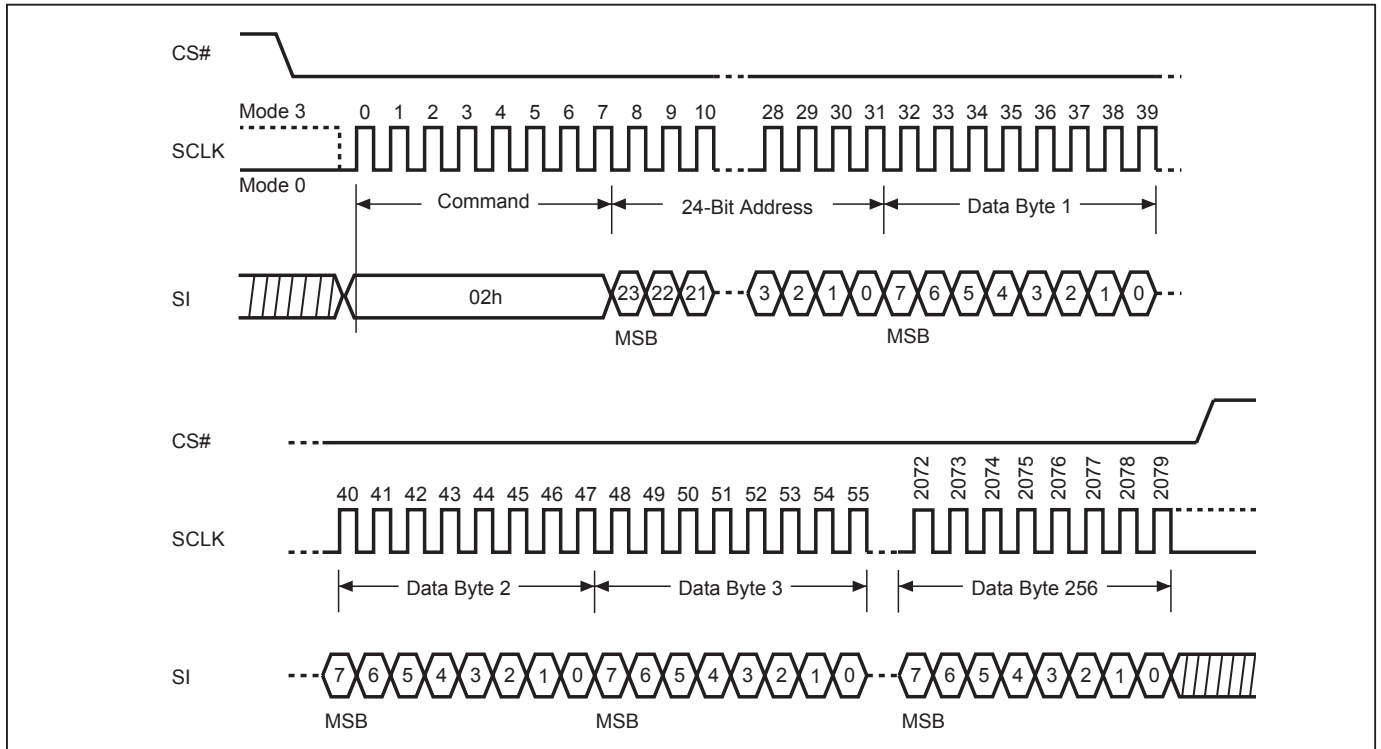 CS#
Mode 3
0 1 2 3 4 5 6 7 8 9 10 28 29 30 31 32 33 34 35 36 37 38 39
SCLK
Mode 0
Command 24-Bit Address Data Byte 1
SI 02h 23 22 21 3 2 1 0 7 6 5 4 3 2 1 0
MSB MSB
CS#
40 41 42 43 44 45 46 47 48 49 50 51 52 53 54 55 2072 2073 2074 2075 2076 2077 2078 2079
SCLK
Data Byte 2 Data Byte 3 Data Byte 256
SI 7 6 5 4 3 2 1 0 7 6 5 4 3 2 1 0 7 6 5 4 3 2 1 0
MSB MSB MSB